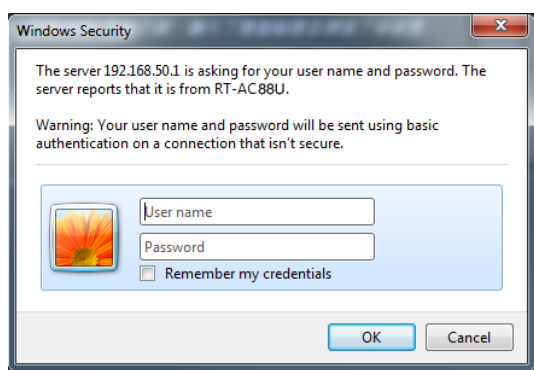 Windows Security
The server 192.168.50.1 is asking for your user name and password. The
server reports that it is from RT-AC88U.
Warning: Your user name and password will be sent using basic
authentication on a connection that isn't secure.
User name
Password
Remember my credentials
OK
Cancel